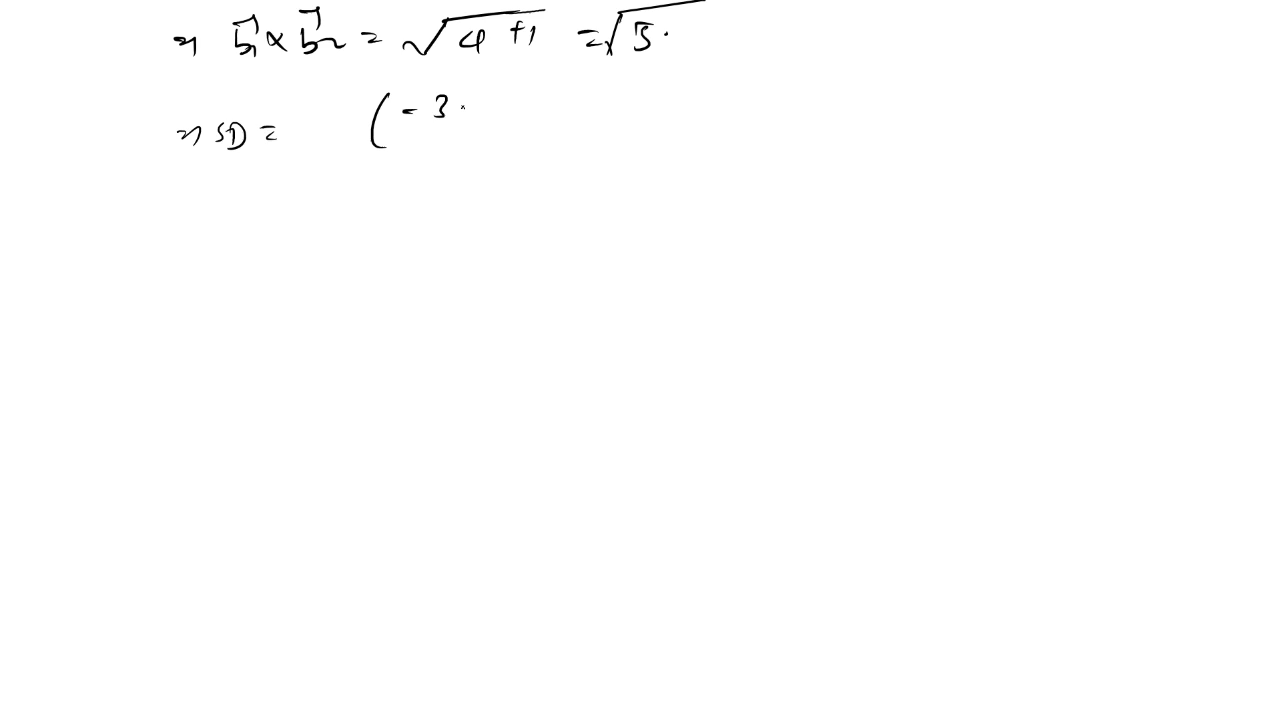 ⇒ b⃗₁ × b⃗₂ = √(4+1) = √5.
⇒ SD = ( - 3